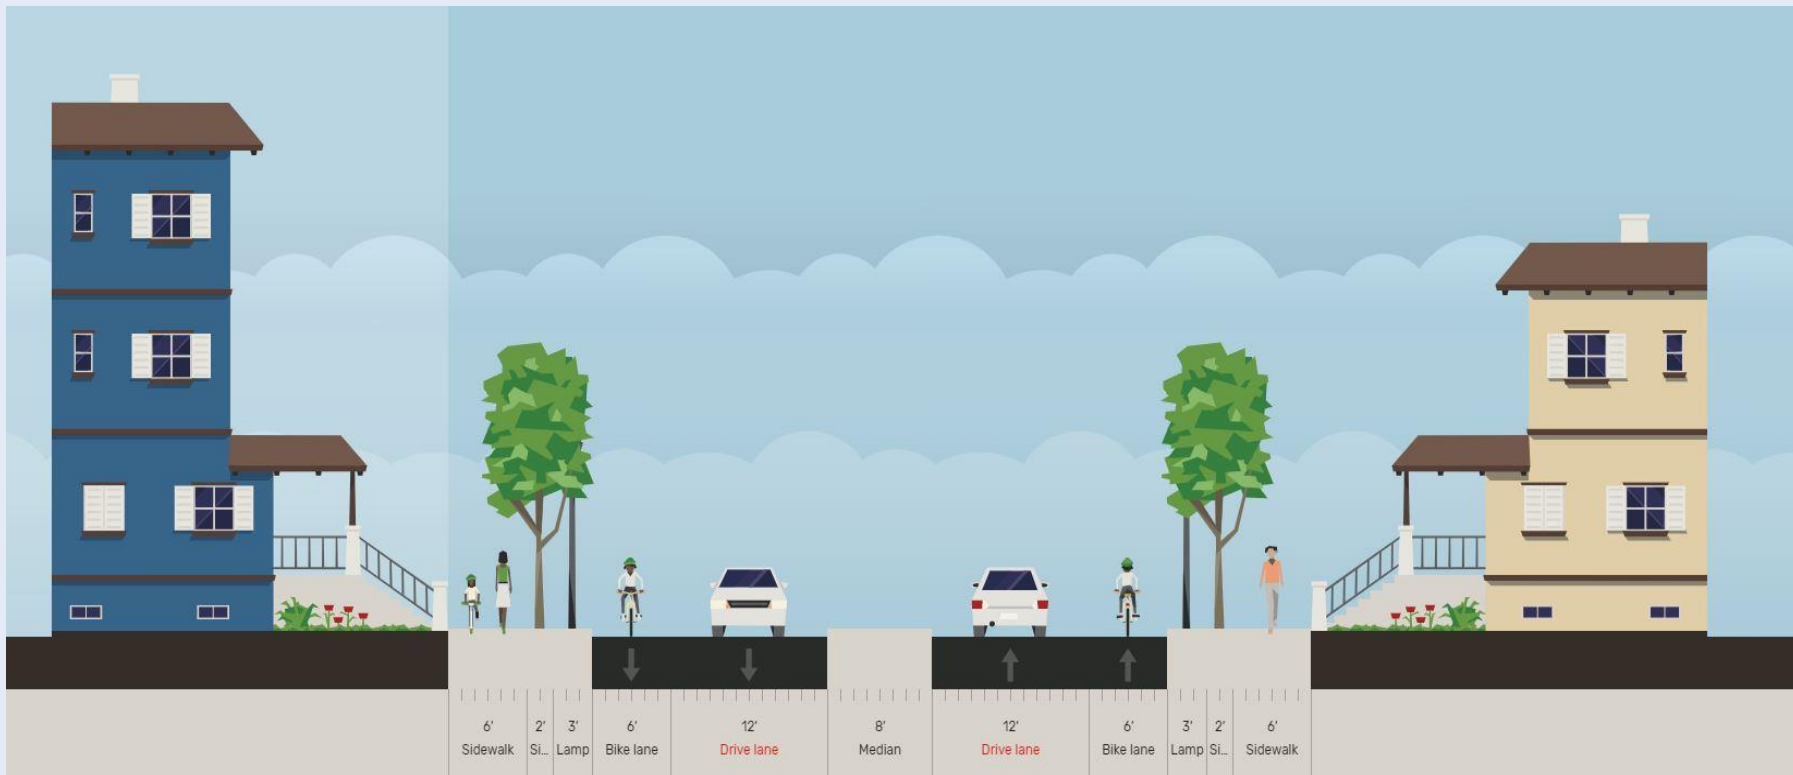 6' 2' 3' 6' 12' 8' 12' 6' 3' 2' 6'
Sidewalk Si... Lamp Bike lane Drive lane Median Drive lane Bike lane Lamp Si... Sidewalk